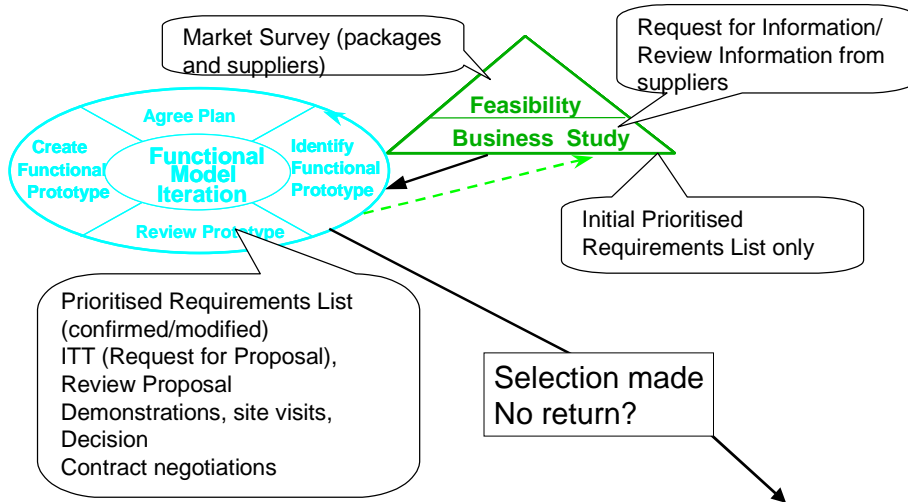 Market Survey (packages
and suppliers)
Request for Information/
Review Information from
suppliers
Feasibility
Business Study
Agree Plan
Create
Functional
Prototype
Functional
Model
Iteration
Identify
Functional
Prototype
Review Prototype
Initial Prioritised
Requirements List only
Prioritised Requirements List
(confirmed/modified)
ITT (Request for Proposal),
Review Proposal
Demonstrations, site visits,
Decision
Contract negotiations
Selection made
No return?